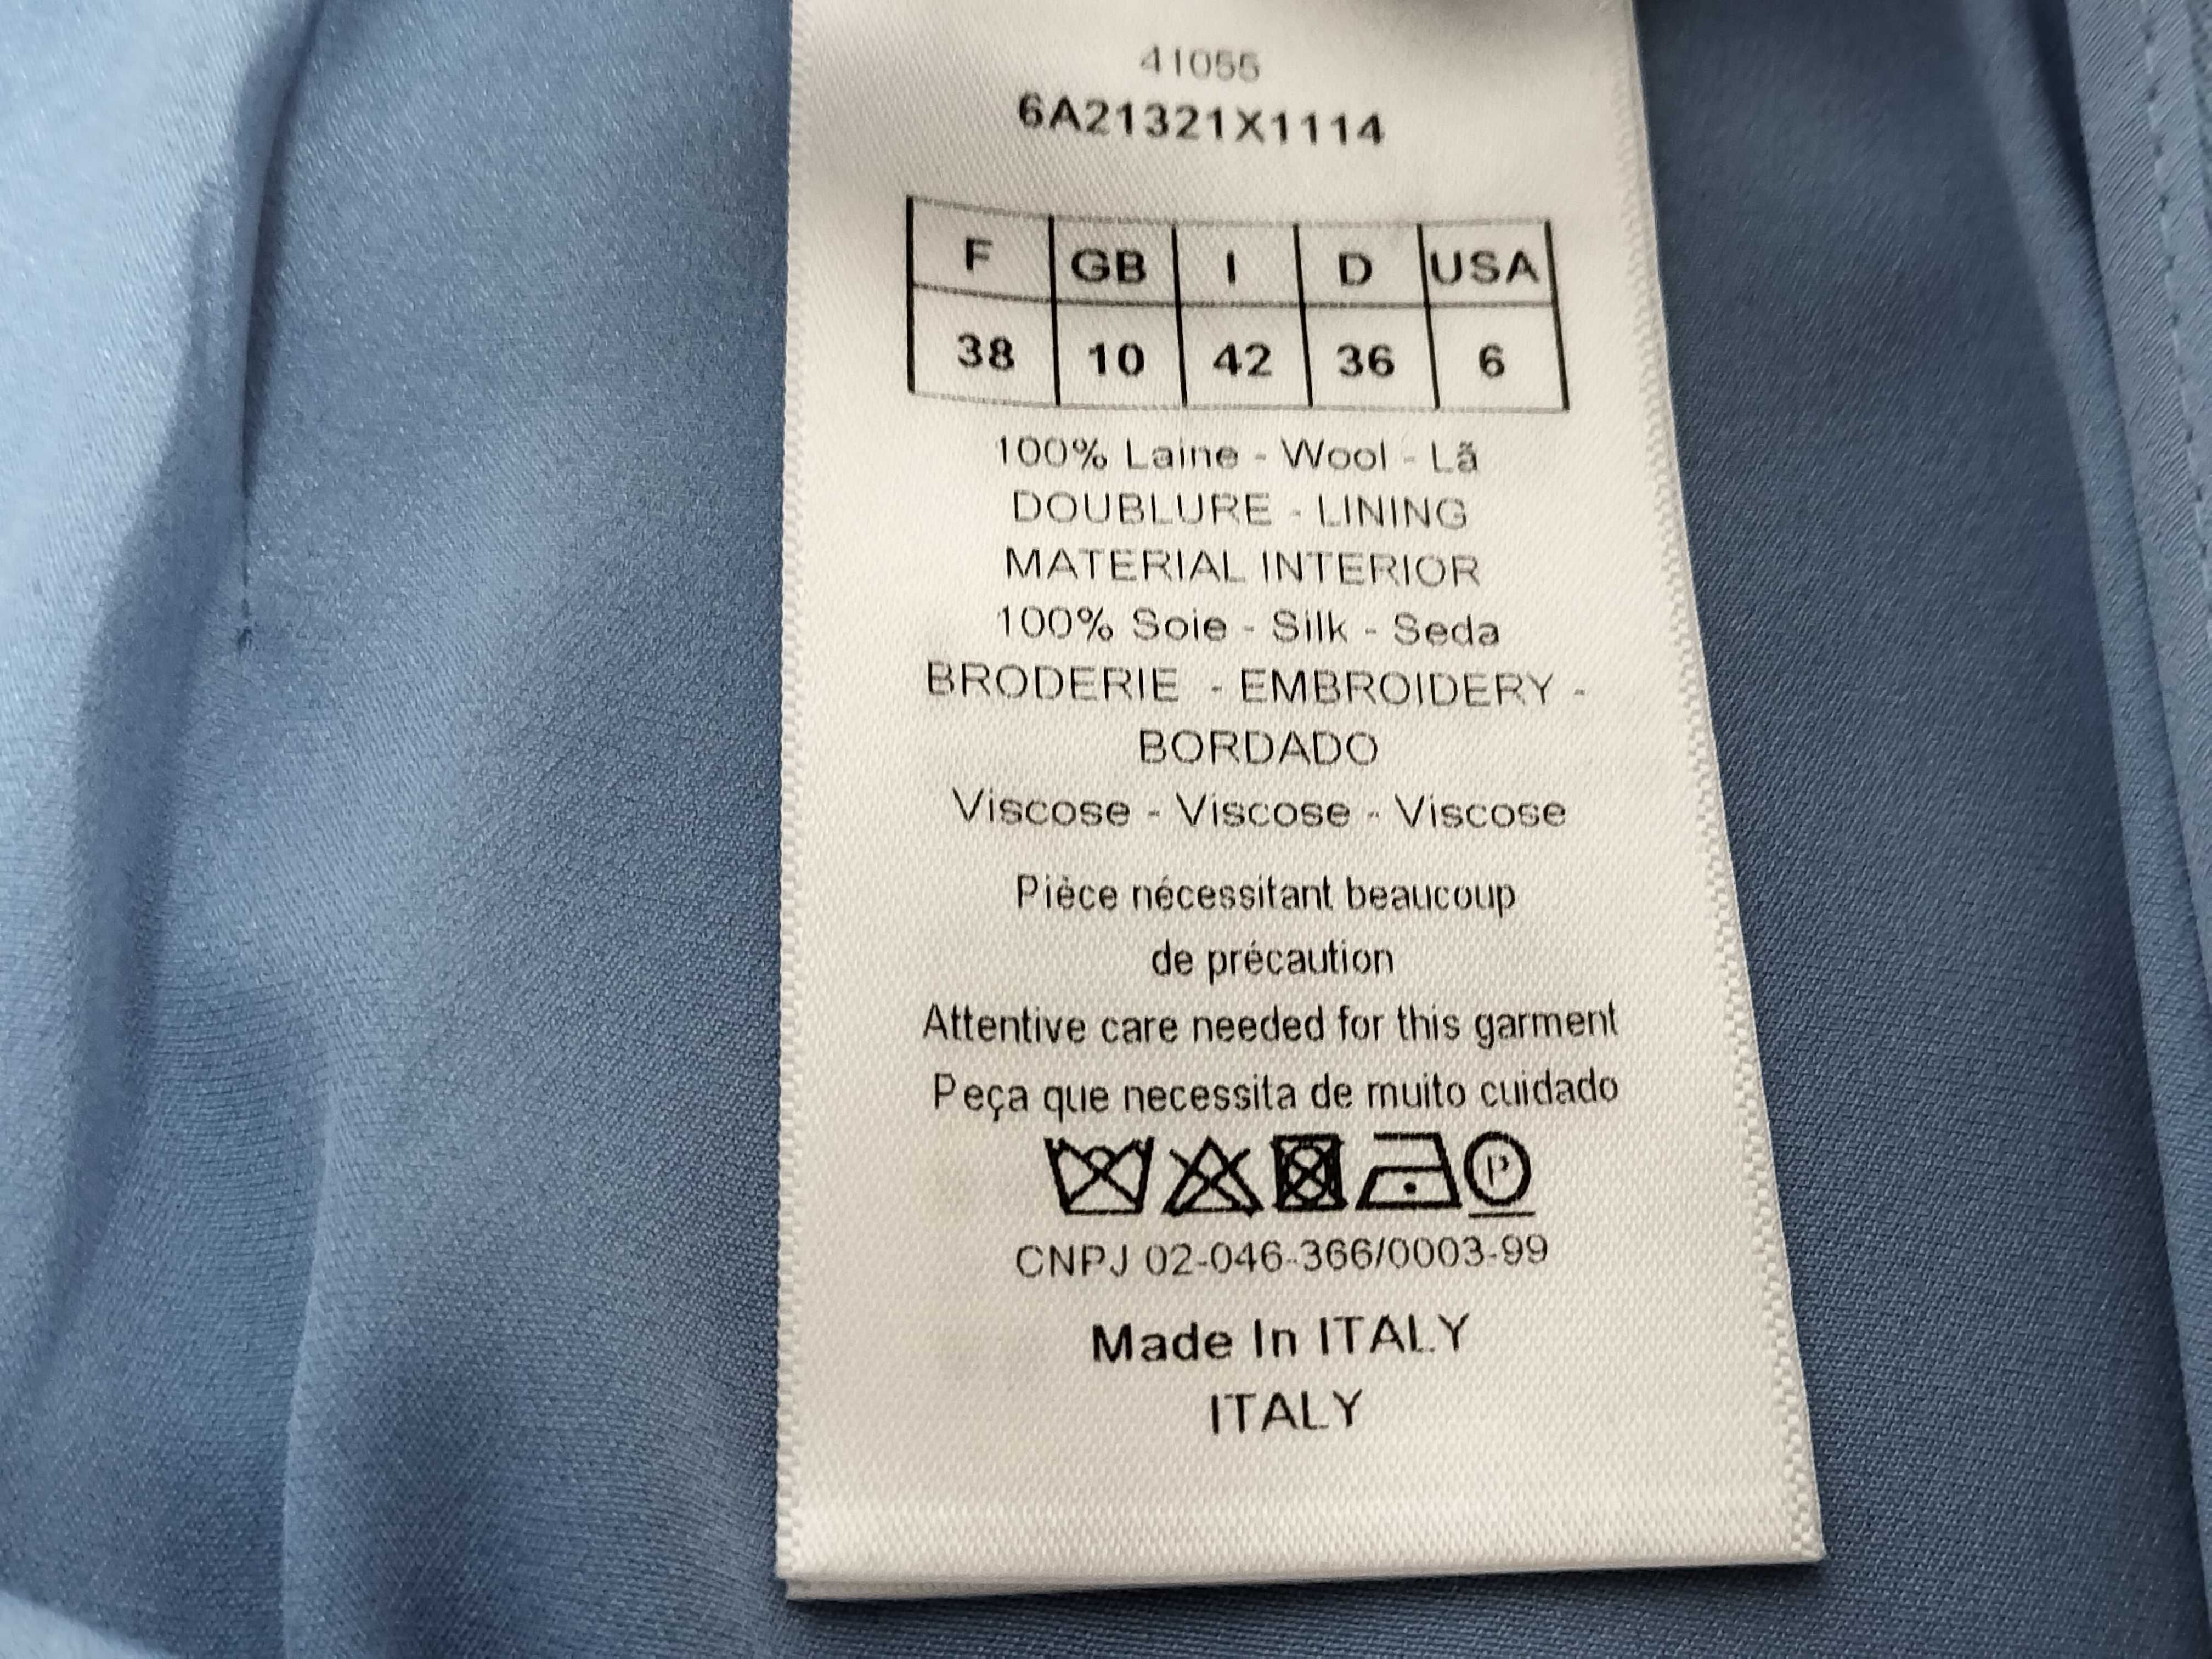 41055
6A21321X1114
F GB I D USA
38 10 42 36 6
100% Laine - Wool - Lã
DOUBLURE - LINING
MATERIAL INTERIOR
100% Soie - Silk - Seda
BRODERIE - EMBROIDERY -
BORDADO
Viscose - Viscose - Viscose
Pièce nécessitant beaucoup
de précaution
Attentive care needed for this garment
Peça que necessita de muito cuidado
P
CNPJ 02-046-366/0003-99
Made In ITALY
ITALY